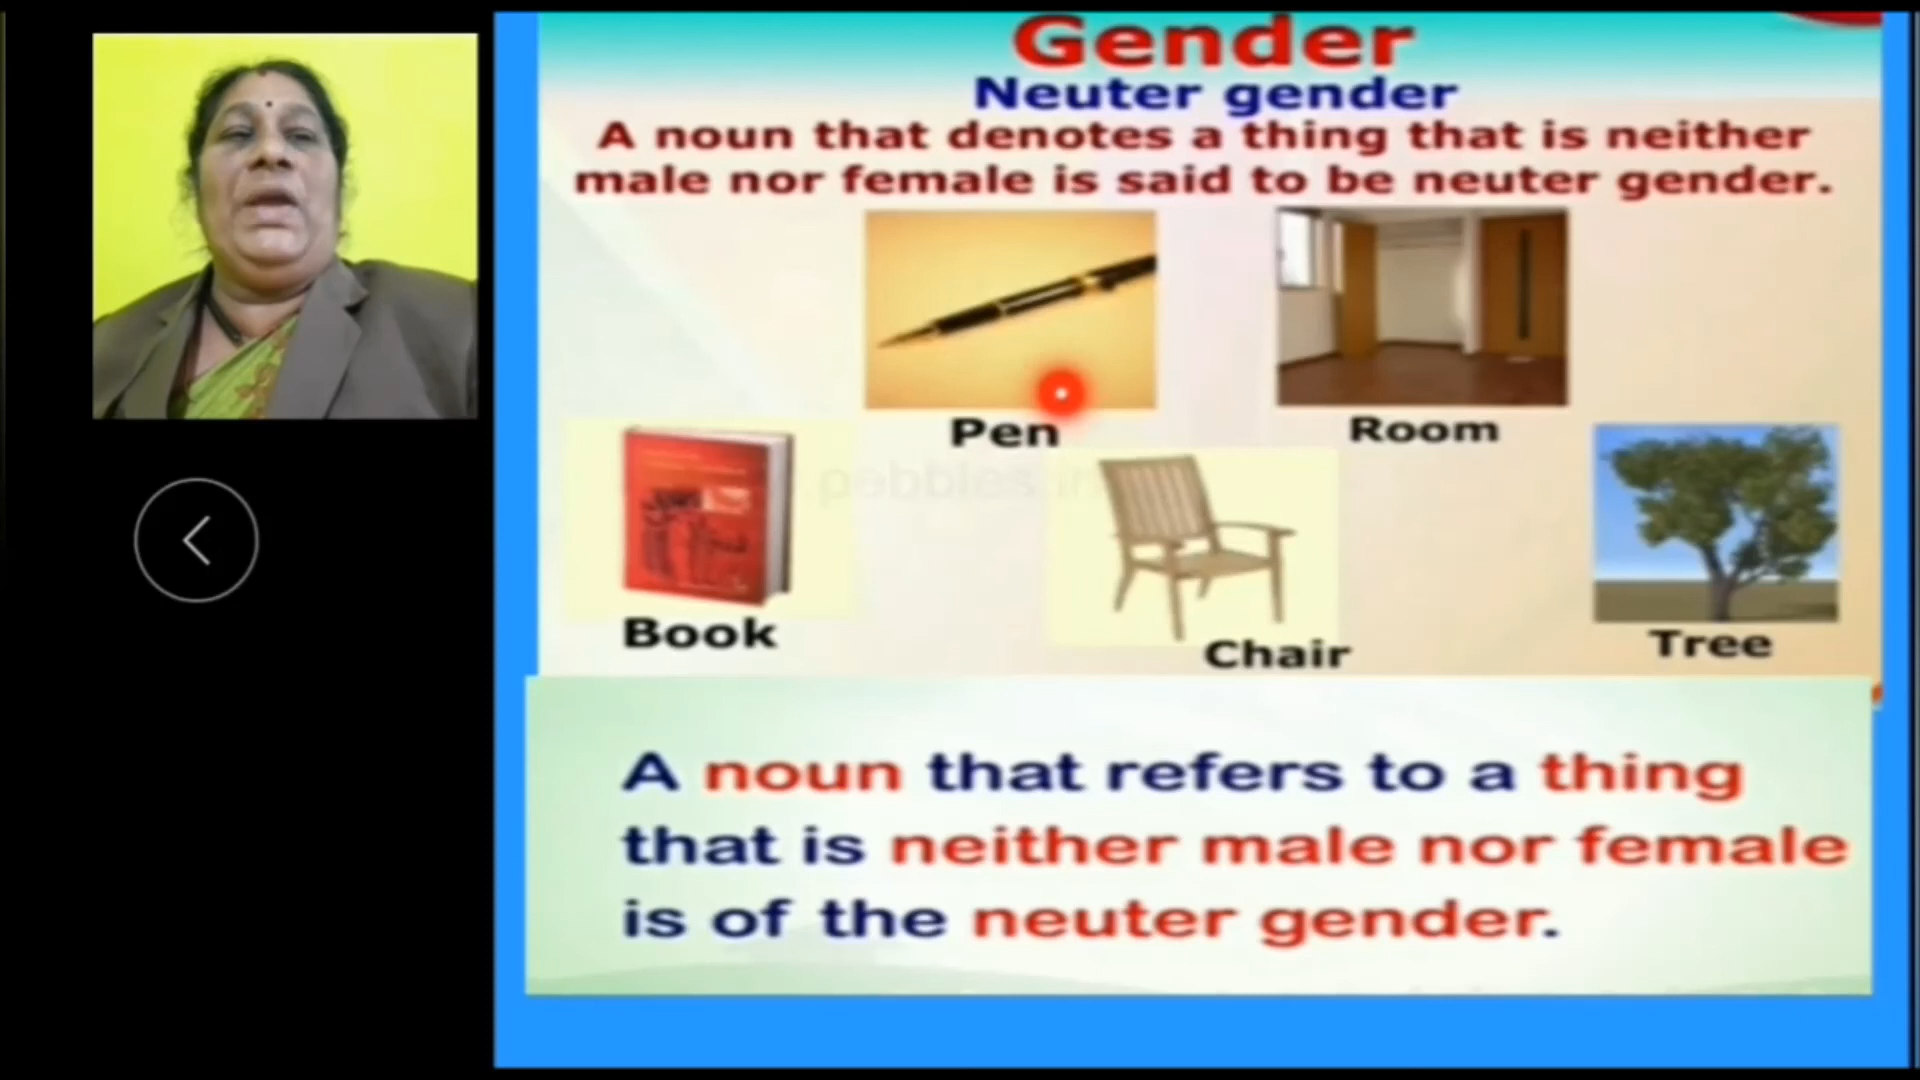 Gender
Neuter gender
A noun that denotes a thing that is neither
male nor female is said to be neuter gender.
Pen
Room
Book
Chair
Tree
A noun that refers to a thing
that is neither male nor female
is of the neuter gender.